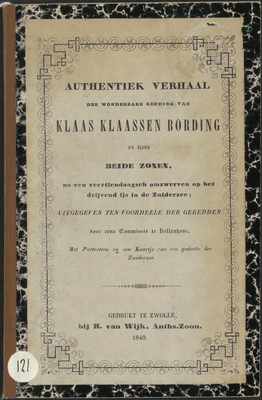 AUTHENTIEK VERHAAL
DER WONDERBARE REDDING VAN
KLAAS KLAASSEN BORDING
EN ZIJNE
BEIDE ZONEN,
na een veertiendaagsch omzwerven op het
drijvend ijs in de Zuiderzee;
UITGEGEVEN TEN VOORDEELE DER GEREDDEN
door eene Commissie te Vollenhove,
Met Portretten en een Kaartje van een gedeelte der
Zuiderzee.
GEDRUKT TE ZWOLLE,
bij H. van Wijk, Anths.Zoon.
1849.
121